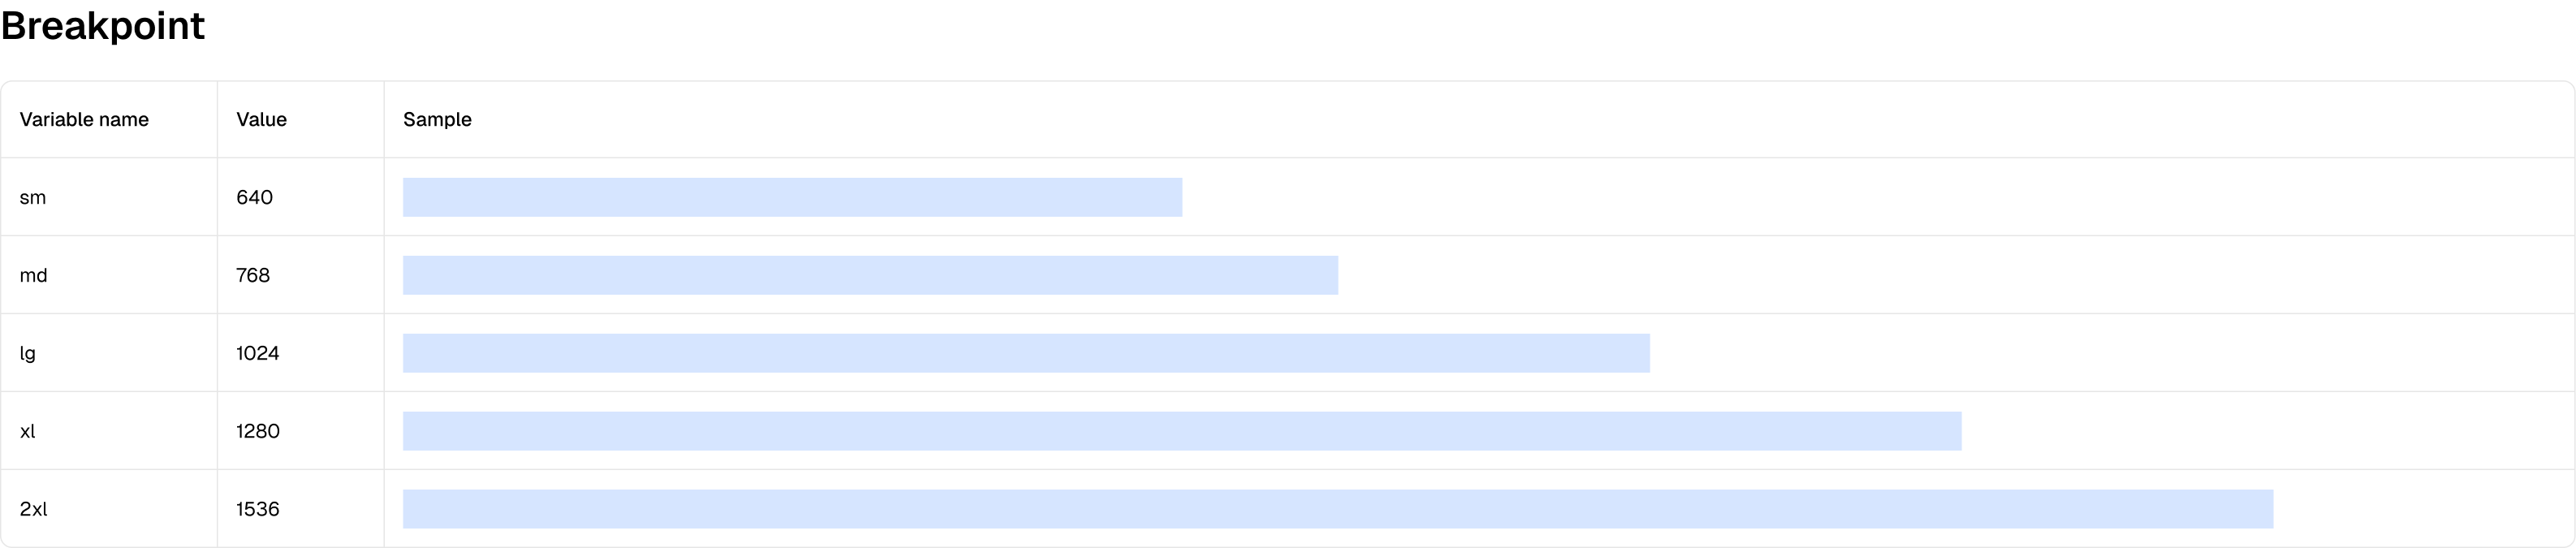 Breakpoint
Variable name Value Sample
sm 640
md 768
lg 1024
xl 1280
2xl 1536